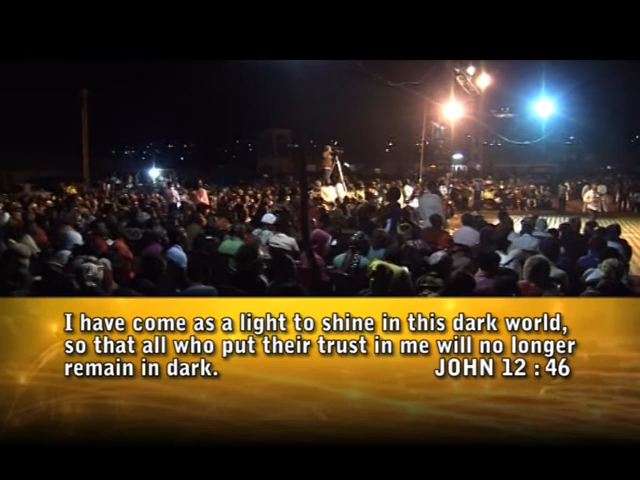 I have come as a light to shine in this dark world,
so that all who put their trust in me will no longer
remain in dark. JOHN 12 : 46